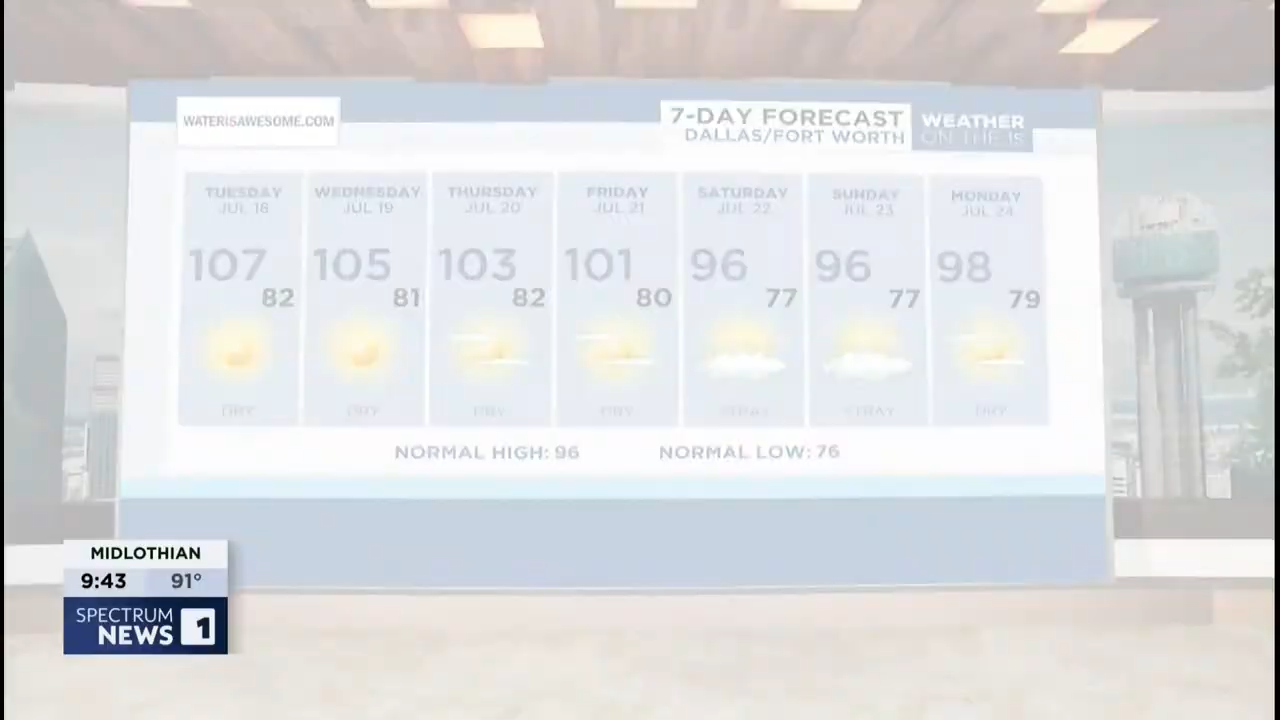 WATERISAWESOME.COM
7-DAY FORECAST
DALLAS/FORT WORTH
WEATHER
ON THE 1s
TUESDAY
JUL 18
107
82
DRY
WEDNESDAY
JUL 19
105
81
DRY
THURSDAY
JUL 20
103
82
DRY
FRIDAY
JUL 21
101
80
DRY
SATURDAY
JUL 22
96
77
STRAY
SUNDAY
JUL 23
96
77
STRAY
MONDAY
JUL 24
98
79
DRY
NORMAL HIGH: 96
NORMAL LOW: 76
MIDLOTHIAN
9:43 91°
SPECTRUM
NEWS 1